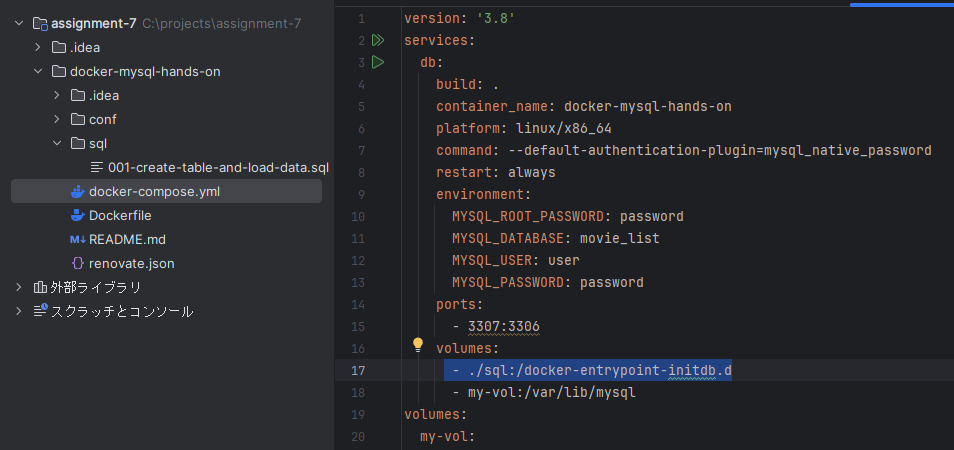 assignment-7 C:\projects\assignment-7
.idea
docker-mysql-hands-on
.idea
conf
sql
001-create-table-and-load-data.sql
docker-compose.yml
Dockerfile
README.md
renovate.json
外部ライブラリ
スクラッチとコンソール
1 version: '3.8'
2 services:
3 db:
4 build: .
5 container_name: docker-mysql-hands-on
6 platform: linux/x86_64
7 command: --default-authentication-plugin=mysql_native_password
8 restart: always
9 environment:
10 MYSQL_ROOT_PASSWORD: password
11 MYSQL_DATABASE: movie_list
12 MYSQL_USER: user
13 MYSQL_PASSWORD: password
14 ports:
15 - 3307:3306
16 volumes:
17 - ./sql:/docker-entrypoint-initdb.d
18 - my-vol:/var/lib/mysql
19 volumes:
20 my-vol: